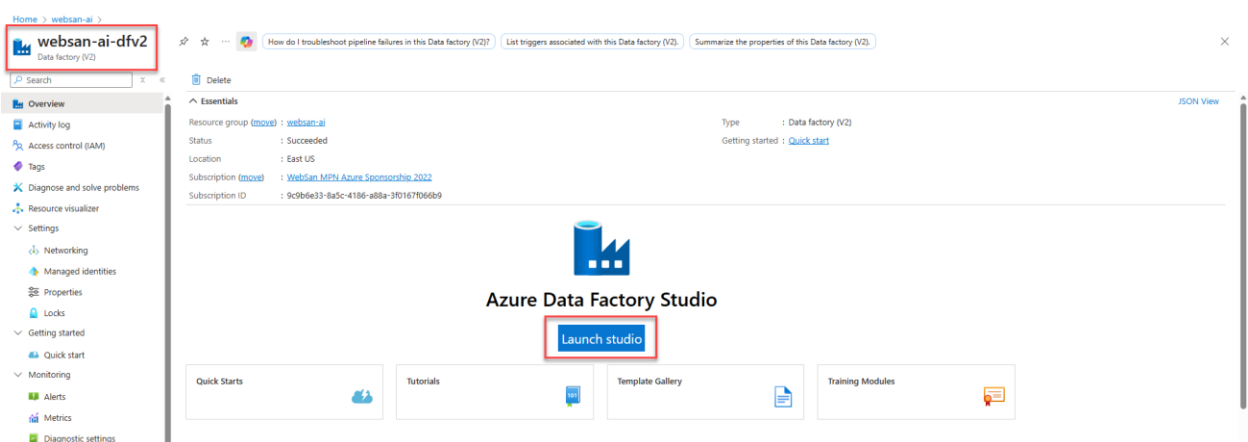 Home > websan-ai >
websan-ai-dfv2
Data factory (V2)
How do I troubleshoot pipeline failures in this Data factory (V2)?
List triggers associated with this Data factory (V2).
Summarize the properties of this Data factory (V2).
Search
Delete
Overview
Activity log
Access control (IAM)
Tags
Diagnose and solve problems
Resource visualizer
Settings
Networking
Managed identities
Properties
Locks
Getting started
Quick start
Monitoring
Alerts
Metrics
Diagnostic settings
Essentials
JSON View
Resource group (move) : websan-ai
Status : Succeeded
Location : East US
Subscription (move) : WebSan MPN Azure Sponsorship 2022
Subscription ID : 9c9b6e33-8a5c-4186-a88a-3f0167f066b9
Type : Data factory (V2)
Getting started : Quick start
Azure Data Factory Studio
Launch studio
Quick Starts
Tutorials
101
Template Gallery
Training Modules